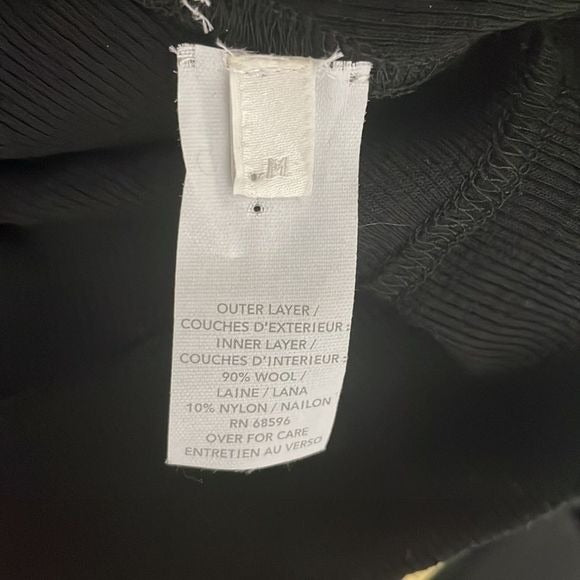 M
OUTER LAYER /
COUCHES D'EXTERIEUR :
INNER LAYER /
COUCHES D'INTERIEUR :
90% WOOL /
LAINE / LANA
10% NYLON / NAILON
RN 68596
OVER FOR CARE
ENTRETIEN AU VERSO